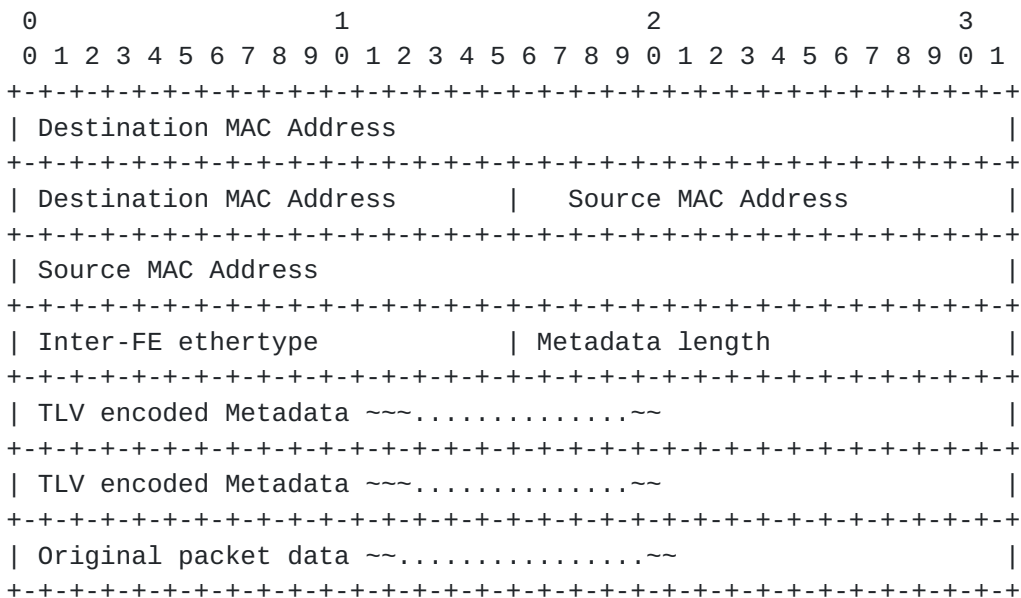 0                   1                   2                   3
 0 1 2 3 4 5 6 7 8 9 0 1 2 3 4 5 6 7 8 9 0 1 2 3 4 5 6 7 8 9 0 1
+-+-+-+-+-+-+-+-+-+-+-+-+-+-+-+-+-+-+-+-+-+-+-+-+-+-+-+-+-+-+-+-+
| Destination MAC Address                                       |
+-+-+-+-+-+-+-+-+-+-+-+-+-+-+-+-+-+-+-+-+-+-+-+-+-+-+-+-+-+-+-+-+
| Destination MAC Address       |   Source MAC Address          |
+-+-+-+-+-+-+-+-+-+-+-+-+-+-+-+-+-+-+-+-+-+-+-+-+-+-+-+-+-+-+-+-+
| Source MAC Address                                            |
+-+-+-+-+-+-+-+-+-+-+-+-+-+-+-+-+-+-+-+-+-+-+-+-+-+-+-+-+-+-+-+-+
| Inter-FE ethertype            | Metadata length               |
+-+-+-+-+-+-+-+-+-+-+-+-+-+-+-+-+-+-+-+-+-+-+-+-+-+-+-+-+-+-+-+-+
| TLV encoded Metadata ~~~..............~~                      |
+-+-+-+-+-+-+-+-+-+-+-+-+-+-+-+-+-+-+-+-+-+-+-+-+-+-+-+-+-+-+-+-+
| TLV encoded Metadata ~~~..............~~                      |
+-+-+-+-+-+-+-+-+-+-+-+-+-+-+-+-+-+-+-+-+-+-+-+-+-+-+-+-+-+-+-+-+
| Original packet data ~~................~~                     |
+-+-+-+-+-+-+-+-+-+-+-+-+-+-+-+-+-+-+-+-+-+-+-+-+-+-+-+-+-+-+-+-+